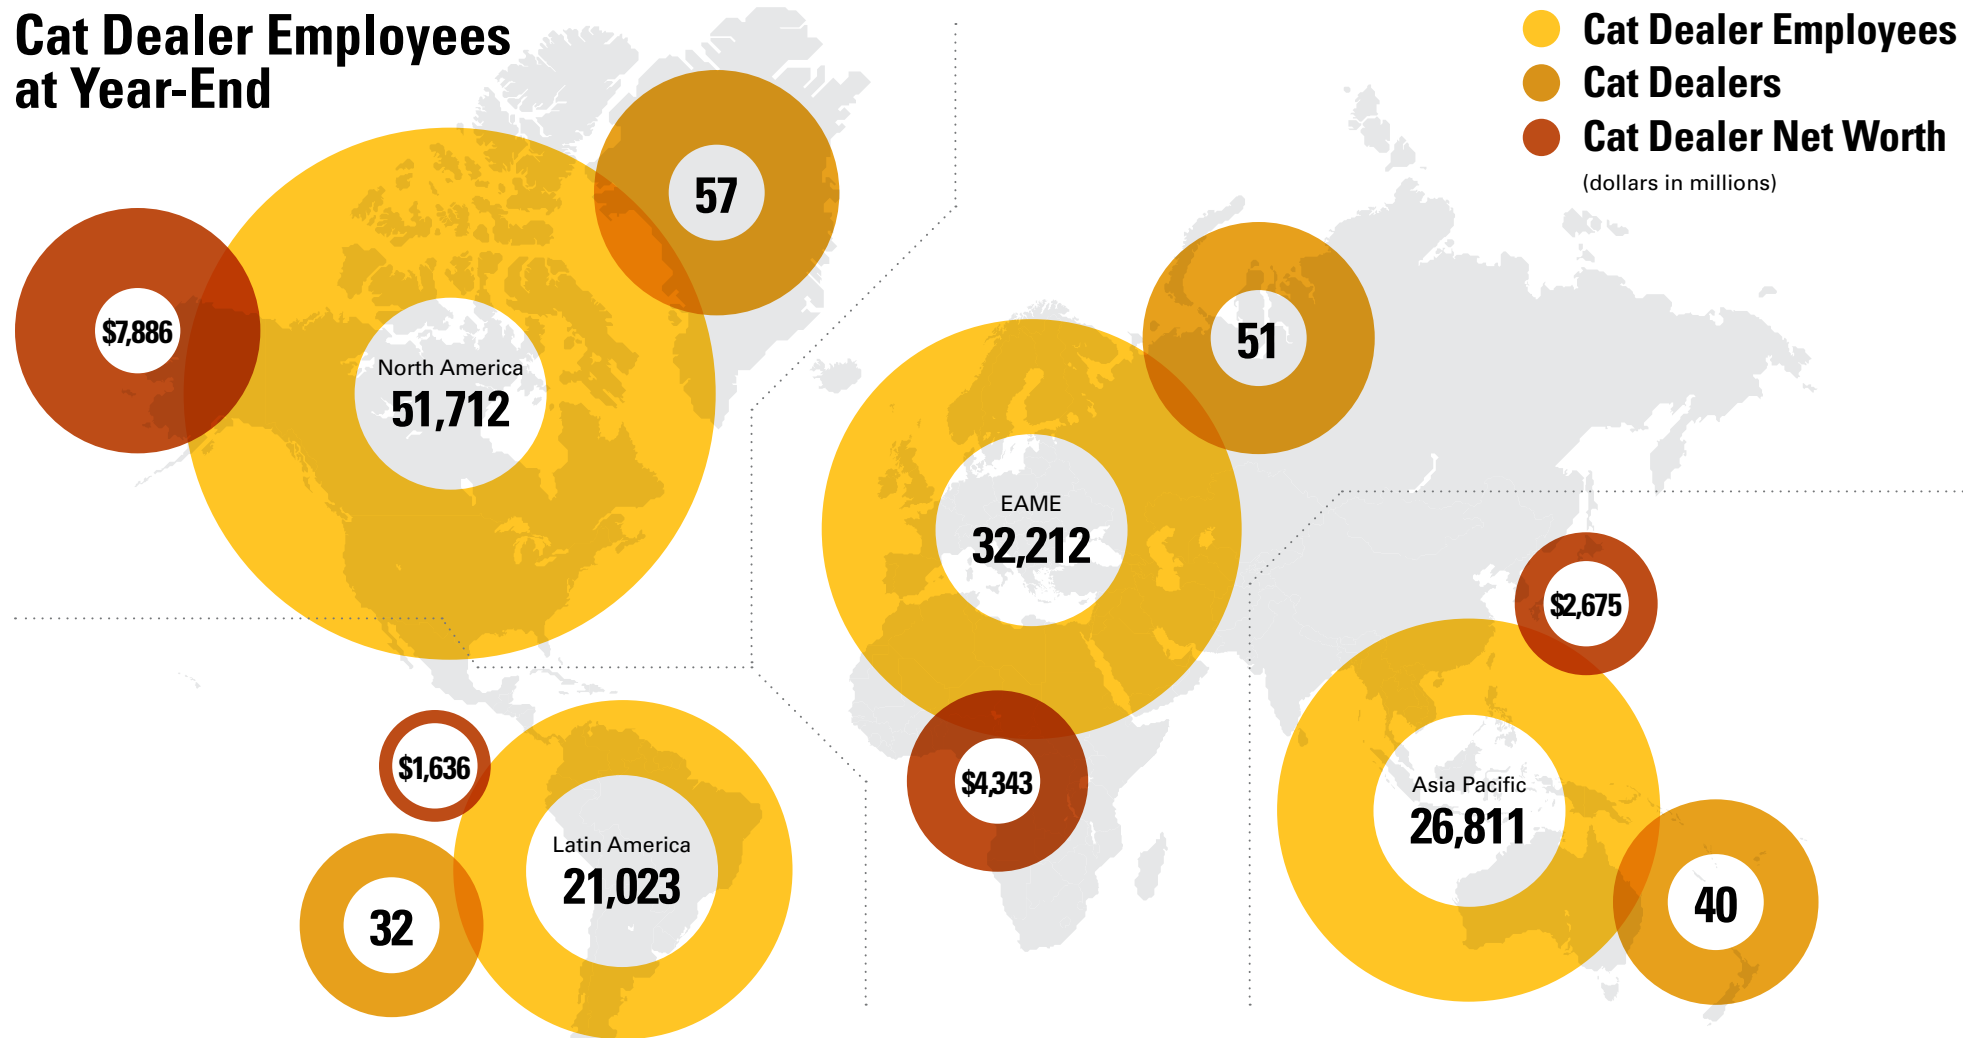 Cat Dealer Employees
at Year-End
Cat Dealer Employees
Cat Dealers
Cat Dealer Net Worth
(dollars in millions)
57
$7,886
North America
51,712
51
EAME
32,212
$2,675
$1,636
$4,343
Asia Pacific
26,811
Latin America
21,023
32
40